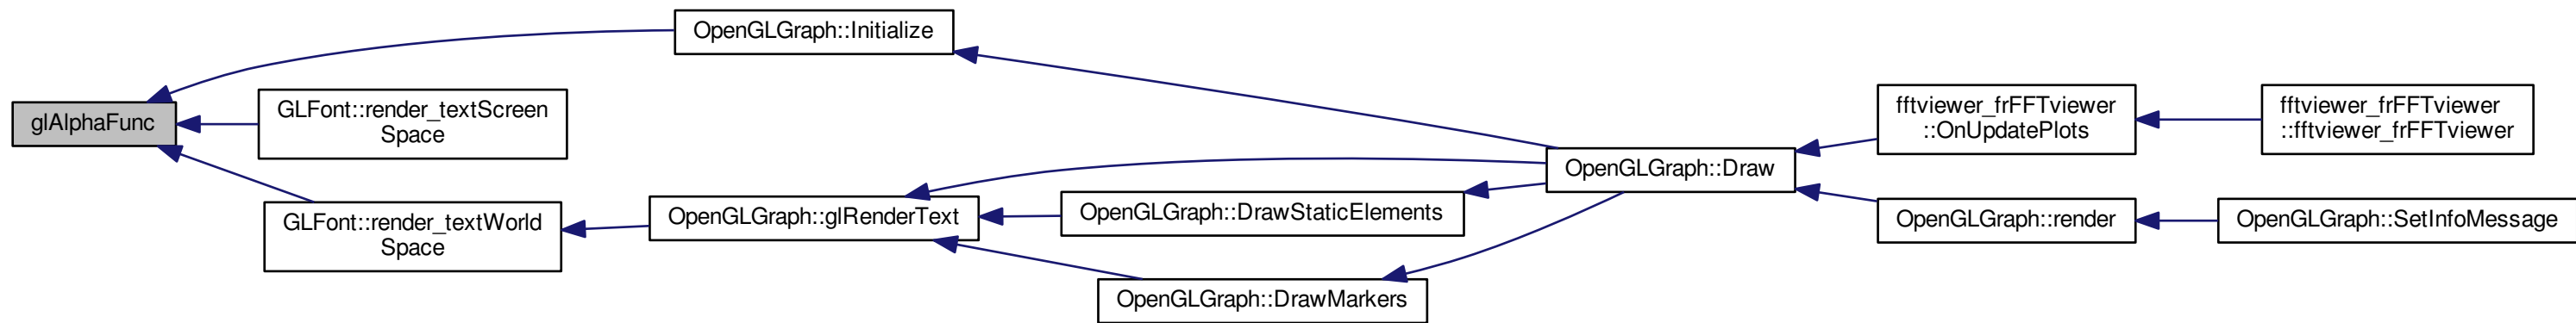 glAlphaFunc
OpenGLGraph::Initialize
GLFont::render_textScreen
Space
GLFont::render_textWorld
Space
OpenGLGraph::glRenderText
OpenGLGraph::DrawStaticElements
OpenGLGraph::DrawMarkers
OpenGLGraph::Draw
fftviewer_frFFTviewer
::OnUpdatePlots
fftviewer_frFFTviewer
::fftviewer_frFFTviewer
OpenGLGraph::render
OpenGLGraph::SetInfoMessage